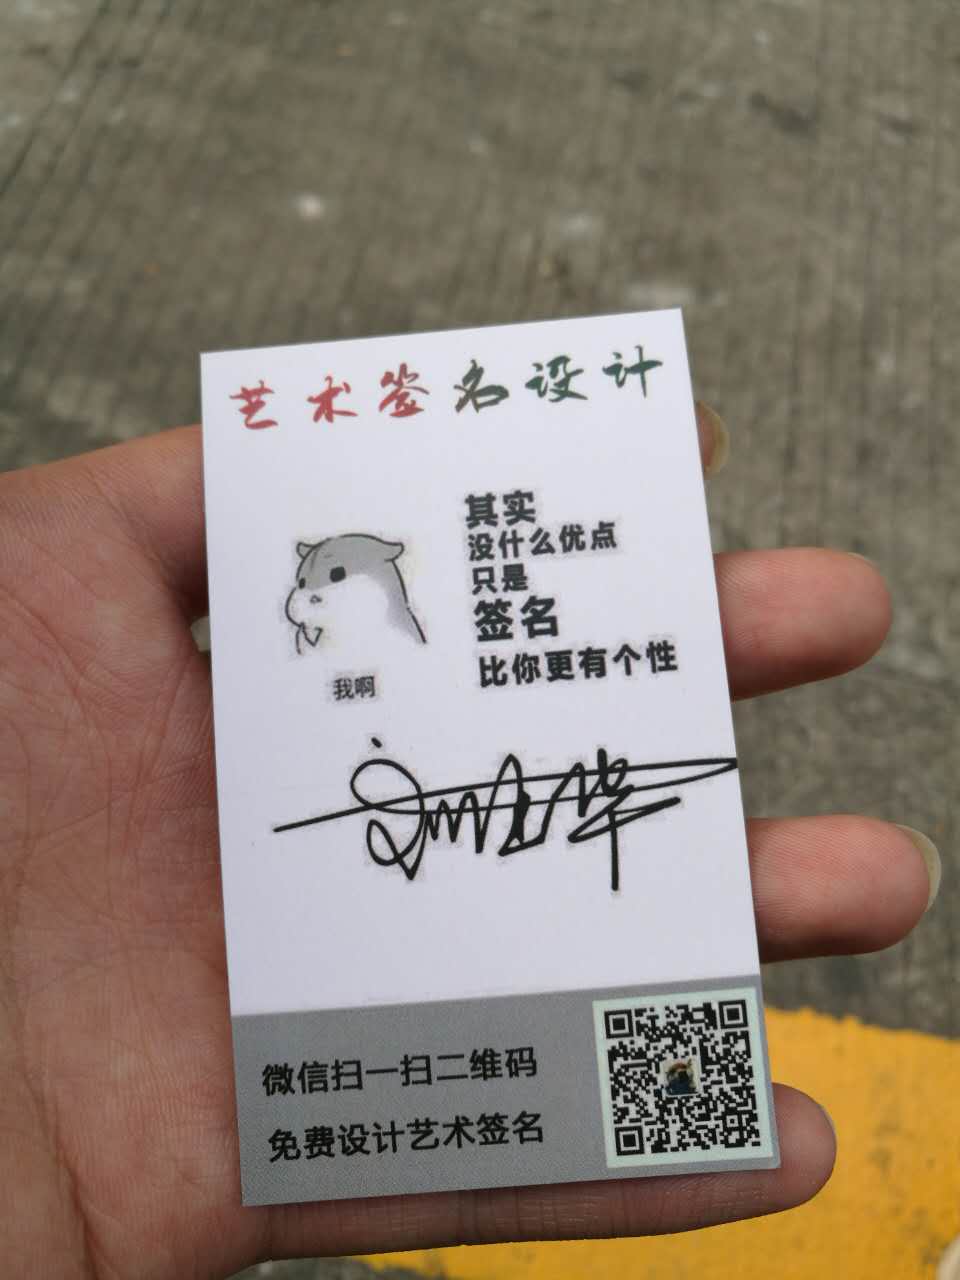 艺术签名设计
其实
没什么优点
只是
签名
比你更有个性
我啊
微信扫一扫二维码
免费设计艺术签名